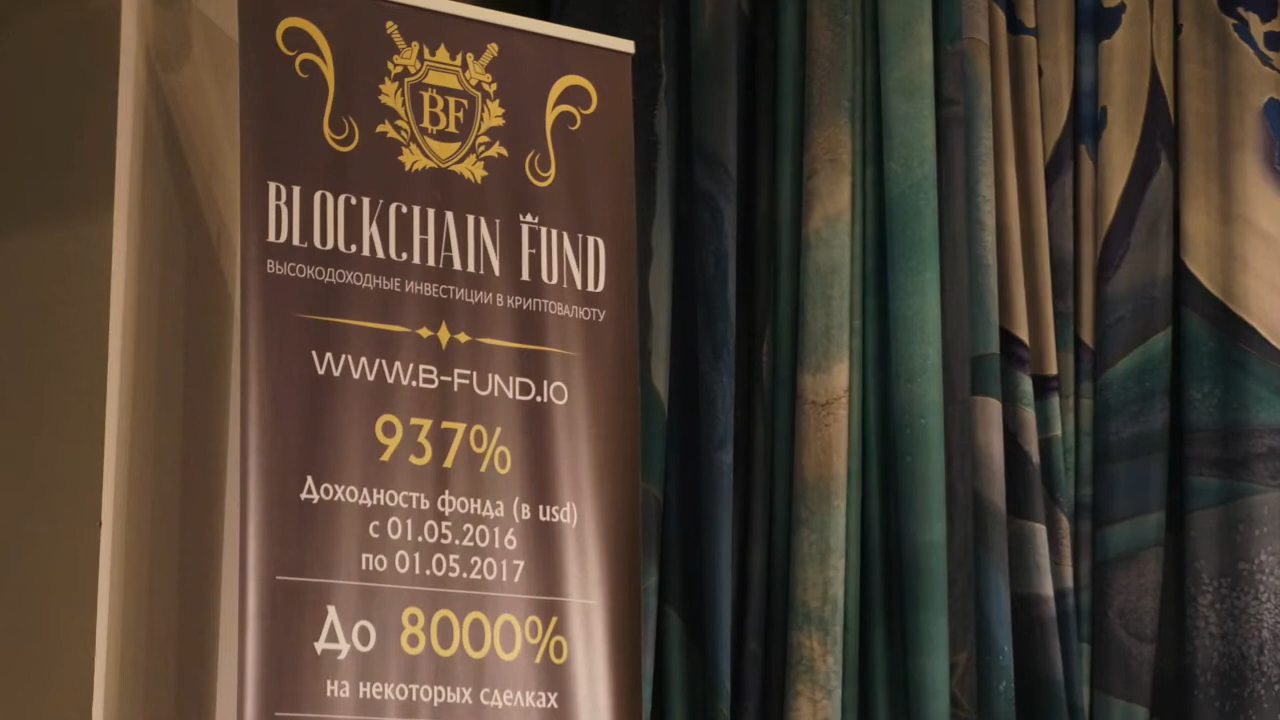 BF
BLOCKCHAIN FUND
ВЫСОКОДОХОДНЫЕ ИНВЕСТИЦИИ В КРИПТОВАЛЮТУ
WWW.B-FUND.IO
937%
Доходность фонда (в usd)
с 01.05.2016
по 01.05.2017
До 8000%
на некоторых сделках